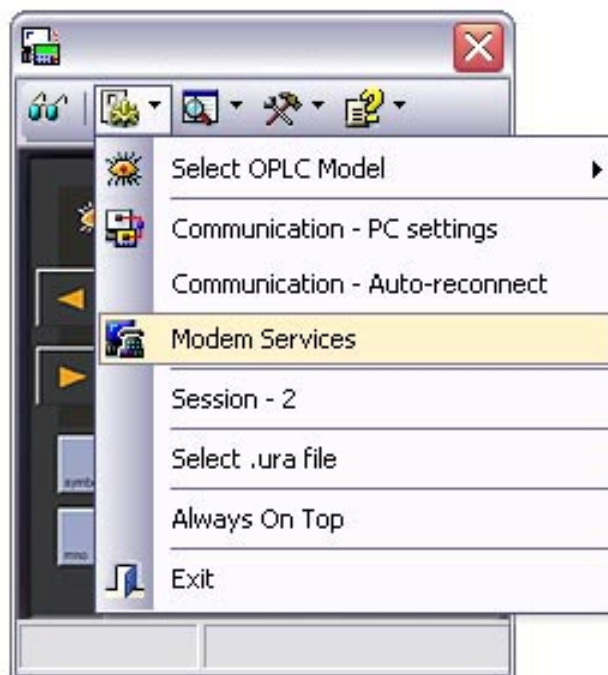 Select OPLC Model
Communication - PC settings
Communication - Auto-reconnect
Modem Services
Session - 2
Select .ura file
Always On Top
Exit